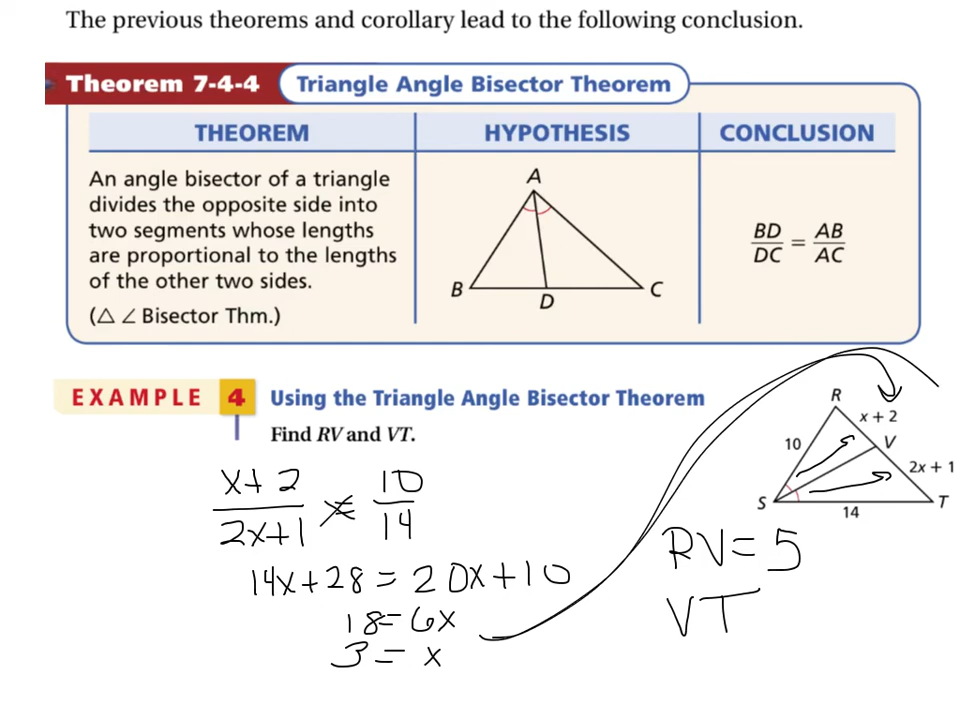 The previous theorems and corollary lead to the following conclusion.
Theorem 7-4-4 Triangle Angle Bisector Theorem
THEOREM HYPOTHESIS CONCLUSION
An angle bisector of a triangle
divides the opposite side into
two segments whose lengths
are proportional to the lengths
of the other two sides.
(△ ∠ Bisector Thm.)
A
B
D
C
BD/DC = AB/AC
EXAMPLE 4 Using the Triangle Angle Bisector Theorem
Find RV and VT.
R
x + 2
10
V
2x + 1
S
14
T
x+2/2x+1 = 10/14
14x+28=20x+10
18=6x
3=x
RV=5
VT